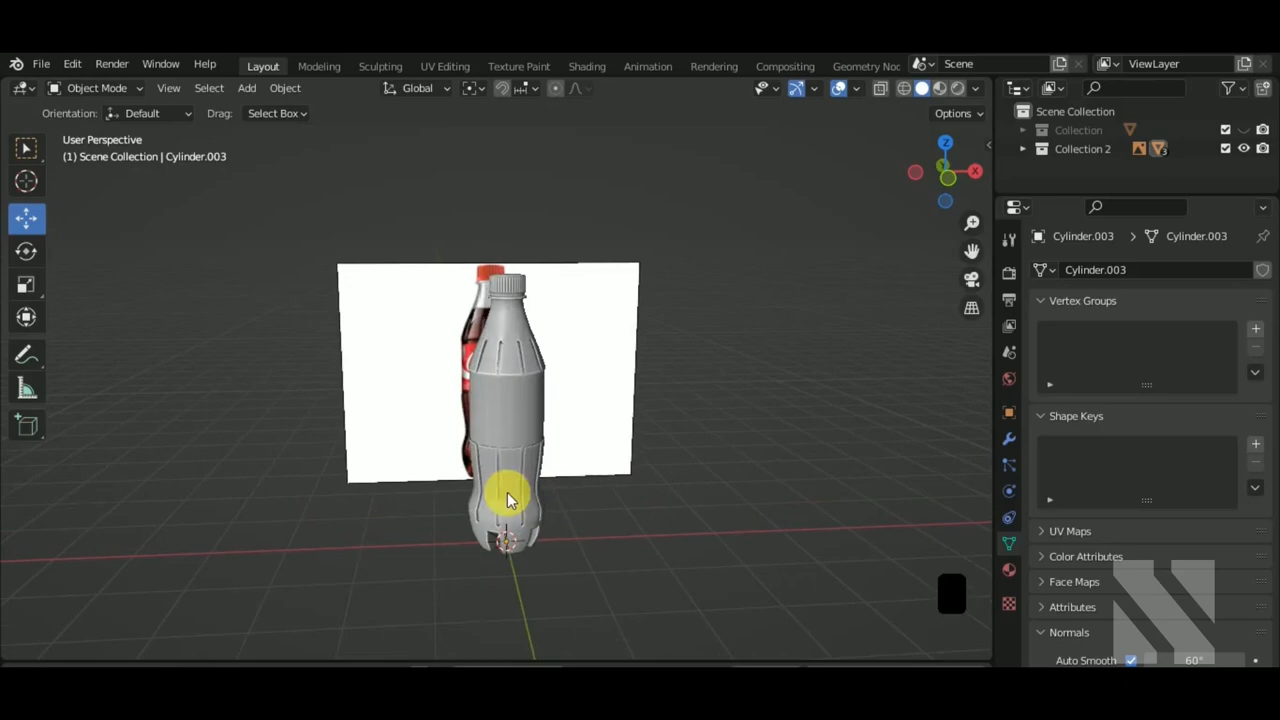 File Edit Render Window Help Layout Modeling Sculpting UV Editing Texture Paint Shading Animation Rendering Compositing Geometry Noc Scene ViewLayer
Object Mode View Select Add Object Global
Orientation: Default Drag: Select Box Options
User Perspective
(1) Scene Collection | Cylinder.003
Z
X
Scene Collection
Collection
Collection 2 3
Cylinder.003 Cylinder.003
Cylinder.003
Vertex Groups
Shape Keys
UV Maps
Color Attributes
Face Maps
Attributes
Normals
Auto Smooth 60°